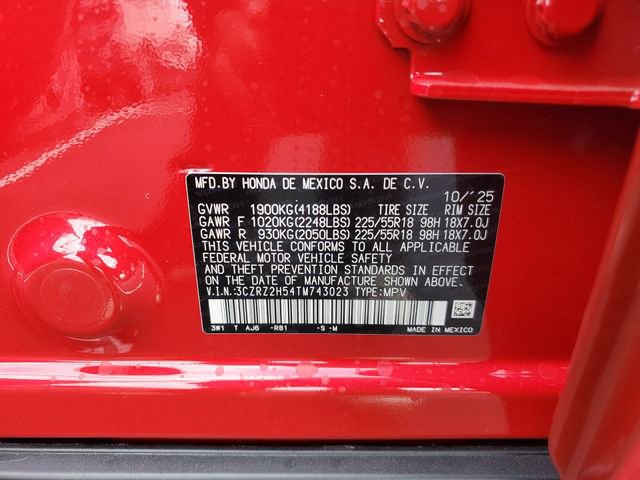 MFD.BY HONDA DE MEXICO S.A. DE C.V.
10/'25
GVWR 1900KG(4188LBS) TIRE SIZE RIM SIZE
GAWR F 1020KG(2248LBS) 225/55R18 98H 18X7.0J
GAWR R 930KG(2050LBS) 225/55R18 98H 18X7.0J
THIS VEHICLE CONFORMS TO ALL APPLICABLE
FEDERAL MOTOR VEHICLE SAFETY
AND THEFT PREVENTION STANDARDS IN EFFECT
ON THE DATE OF MANUFACTURE SHOWN ABOVE.
V.I.N.:3CZRZ2H54TM743023 TYPE:MPV
3W1 T AJ6 -R81 -S -M MADE IN MEXICO